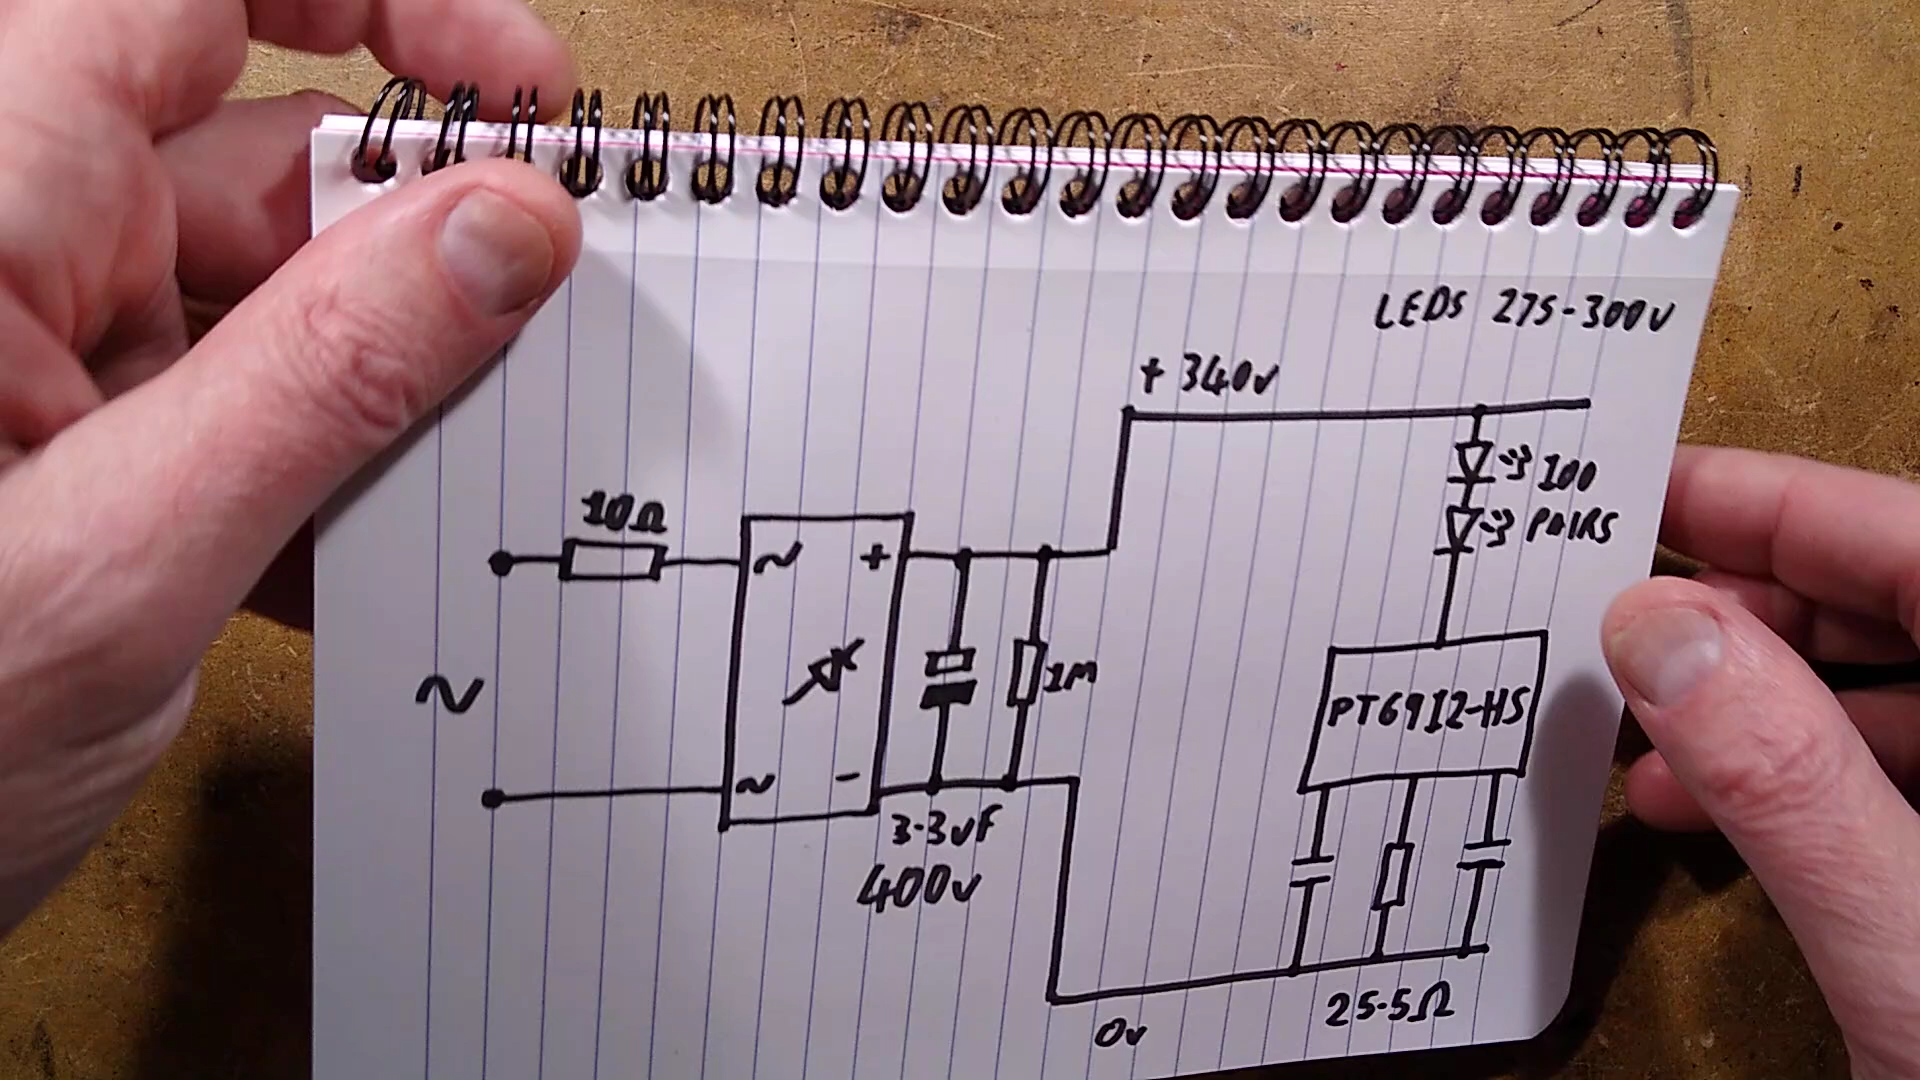 LEDS 275-300V
+ 340V
100
PAIRS
10Ω
~
+
1M
~
PT6912-HS
~
-
3·3uF
400V
25·5Ω
0V